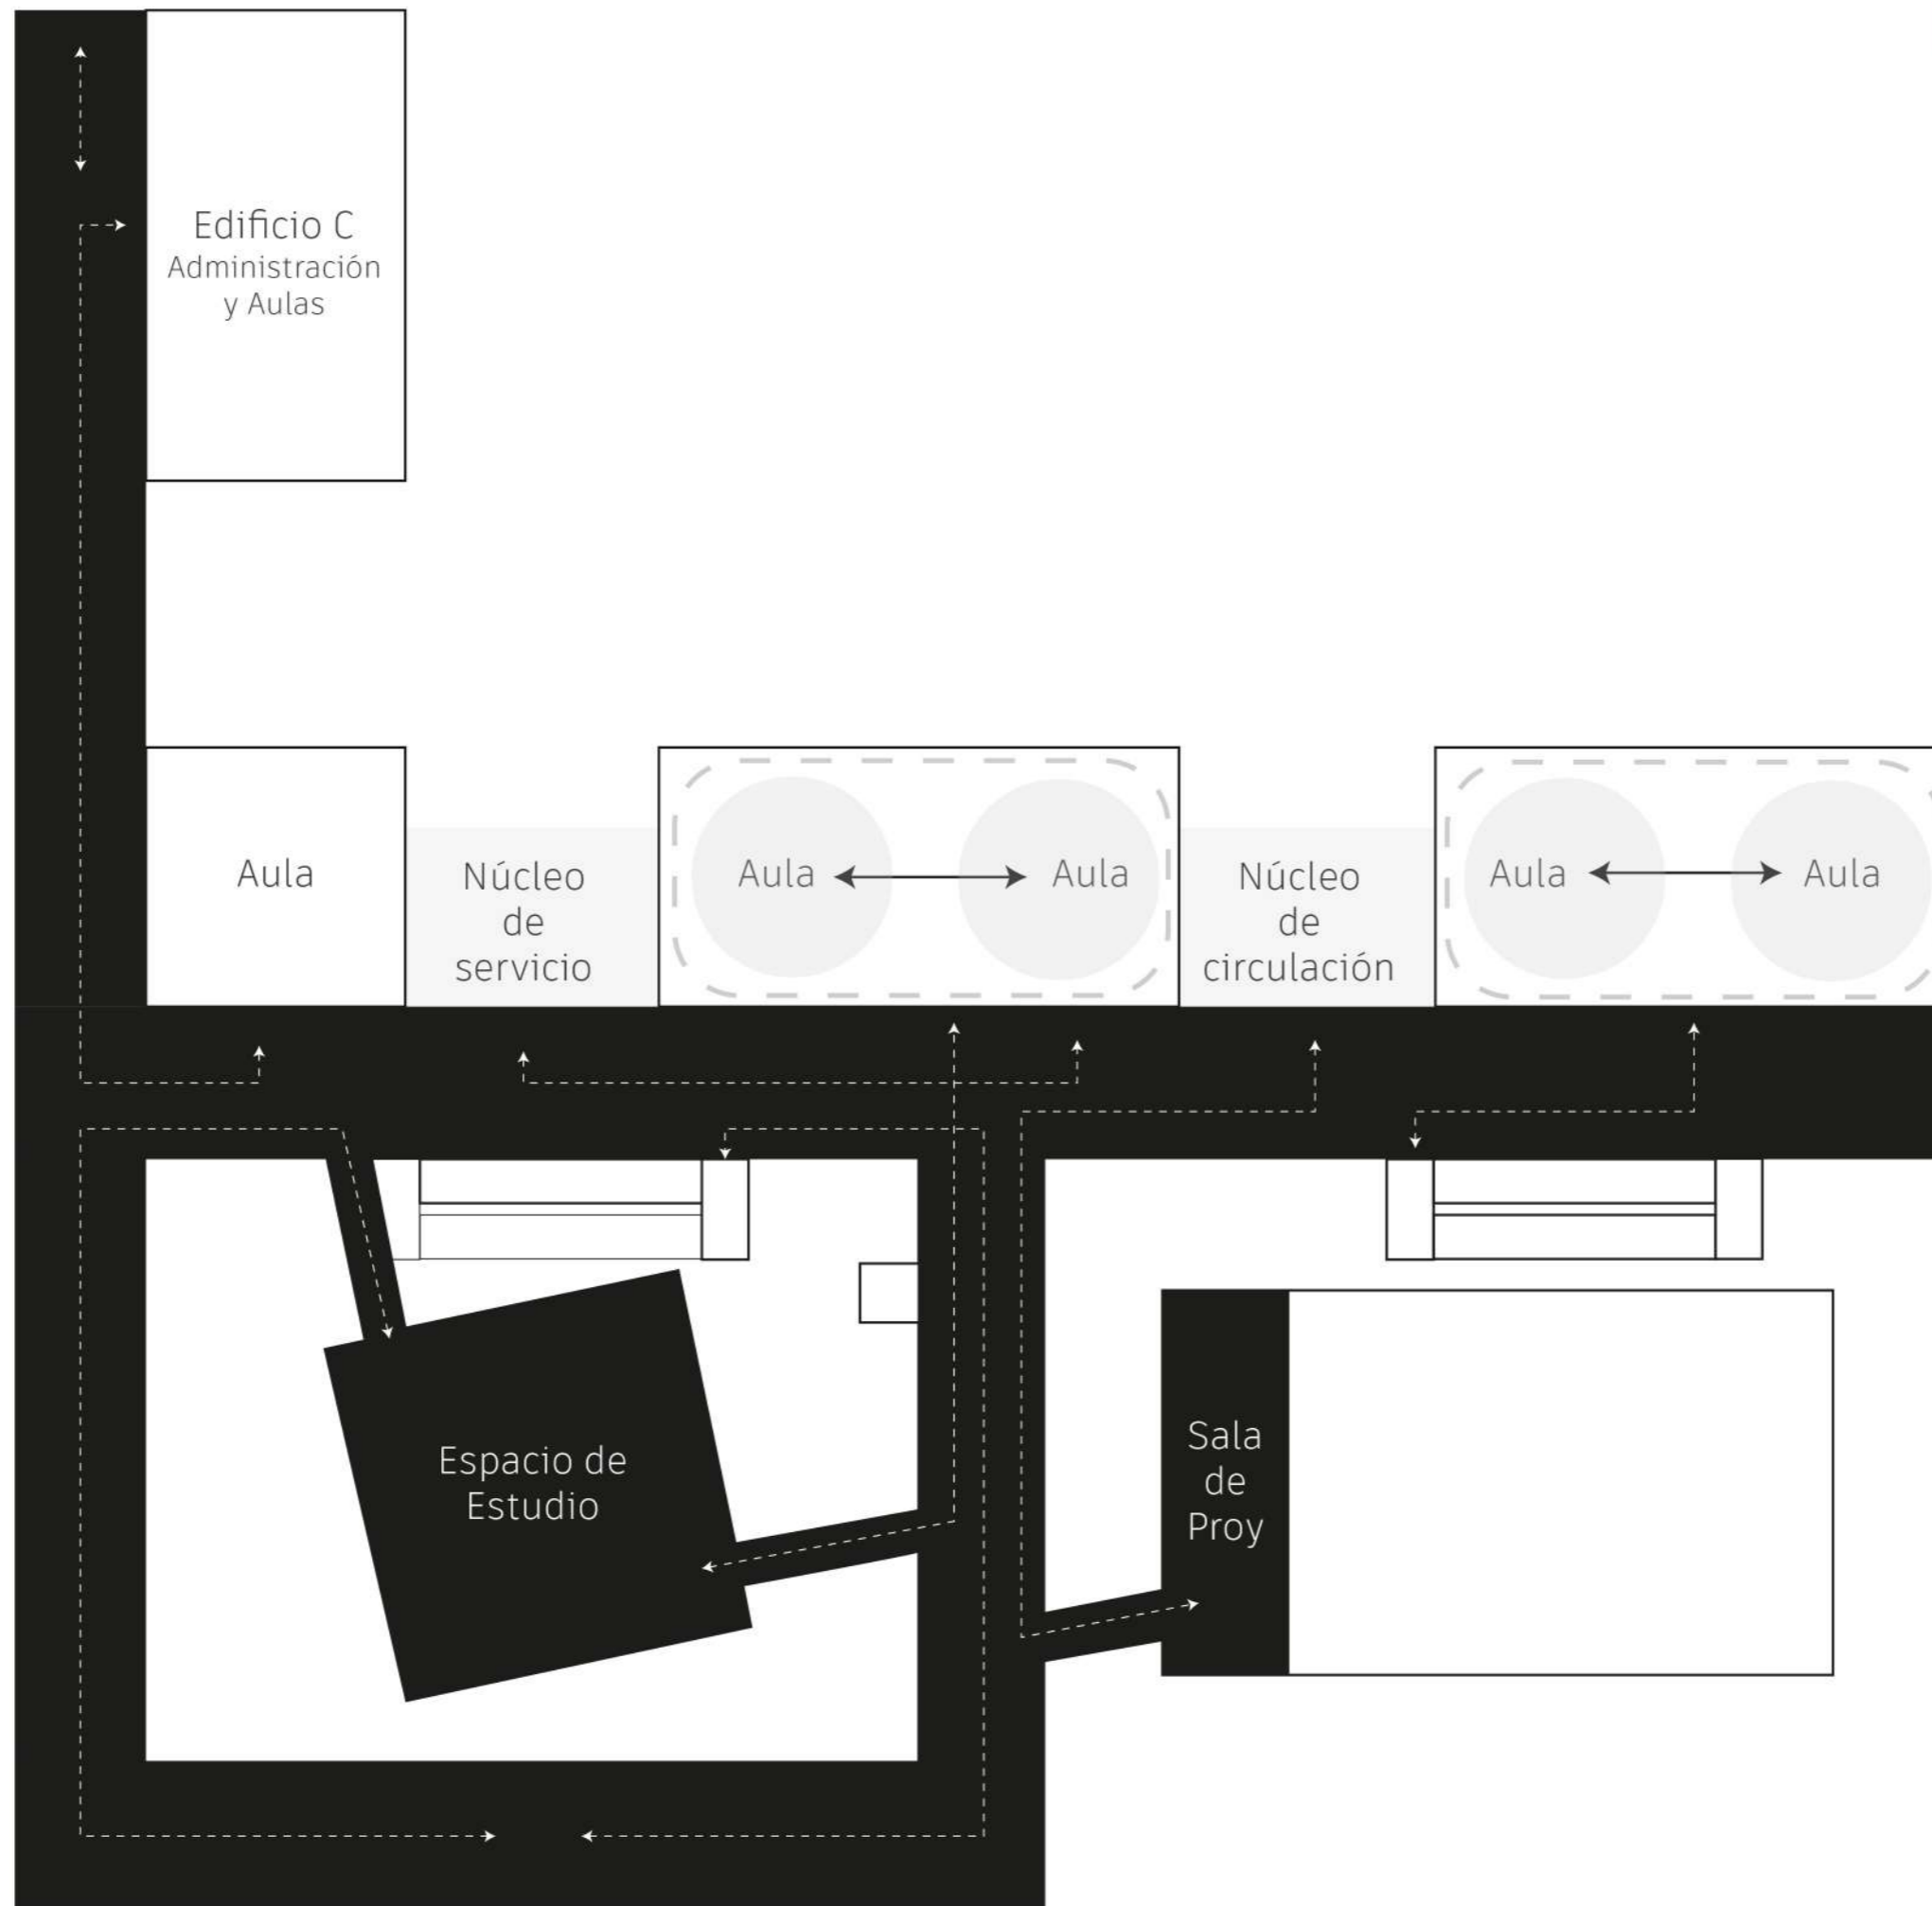 Edificio C
Administración
y Aulas
Aula
Núcleo
de
servicio
Aula
Aula
Núcleo
de
circulación
Aula
Aula
Espacio de
Estudio
Sala
de
Proy